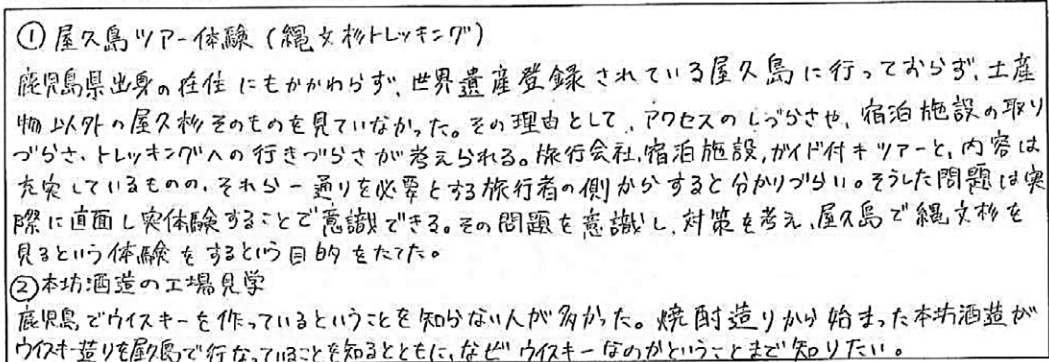 ① 屋久島ツアー体験(縄文杉トレッキング)
鹿児島県出身の在住にもかかわらず、世界遺産登録されている屋久島に行っておらず、土産
物以外の屋久杉そのものを見ていなかった。その理由として、アクセスのしづらさや、宿泊施設の取り
づらさ、トレッキングへの行きづらさが考えられる。旅行会社、宿泊施設、ガイド付きツアーと、内容は
充実しているものの、それら一通りを必要とする旅行者の側からすると分かりづらい。そうした問題は実
際に直面し実体験することで意識できる。その問題を意識し、対策を考え、屋久島で縄文杉を
見るという体験をするという目的をたてた。
②本坊酒造の工場見学
鹿児島でウイスキーを作っているということを知らない人が多かった。焼酎造りから始まった本坊酒造が
ウイスキー造りを屋久島で行なっていることを知るとともに、なぜウイスキーなのかということまで知りたい。